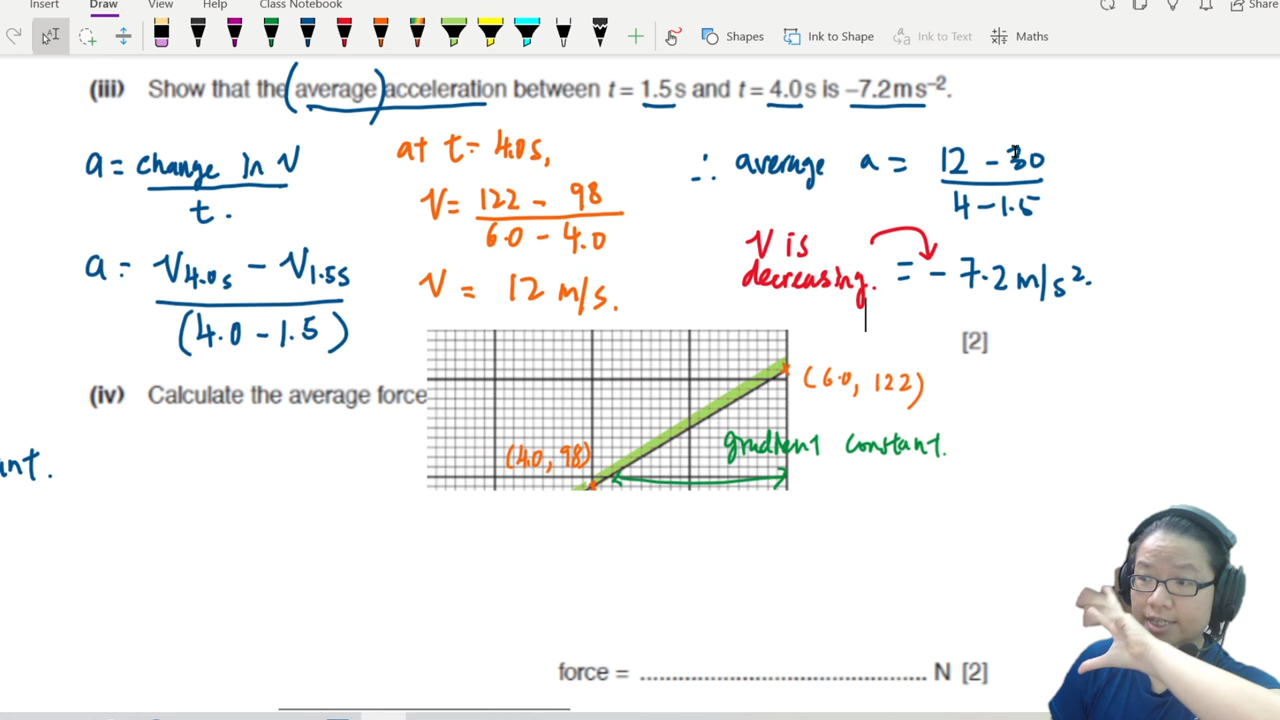 Insert Draw View Help Class Notebook Share
Shapes Ink to Shape Ink to Text Maths
(iii) Show that the (average) acceleration between t = 1.5 s and t = 4.0 s is –7.2 m s⁻².
a = change in V
t.
a = V4.0s - V1.5s
(4.0 - 1.5)
at t = 4.0s,
V = 122 - 98
6.0 - 4.0
V = 12 m/s.
∴ average a = 12 - 30
4 - 1.5
V is
decreasing.
= - 7.2 m/s².
[2]
(iv) Calculate the average force
(6.0, 122)
(4.0, 98)
gradient constant.
ant.
force = N [2]